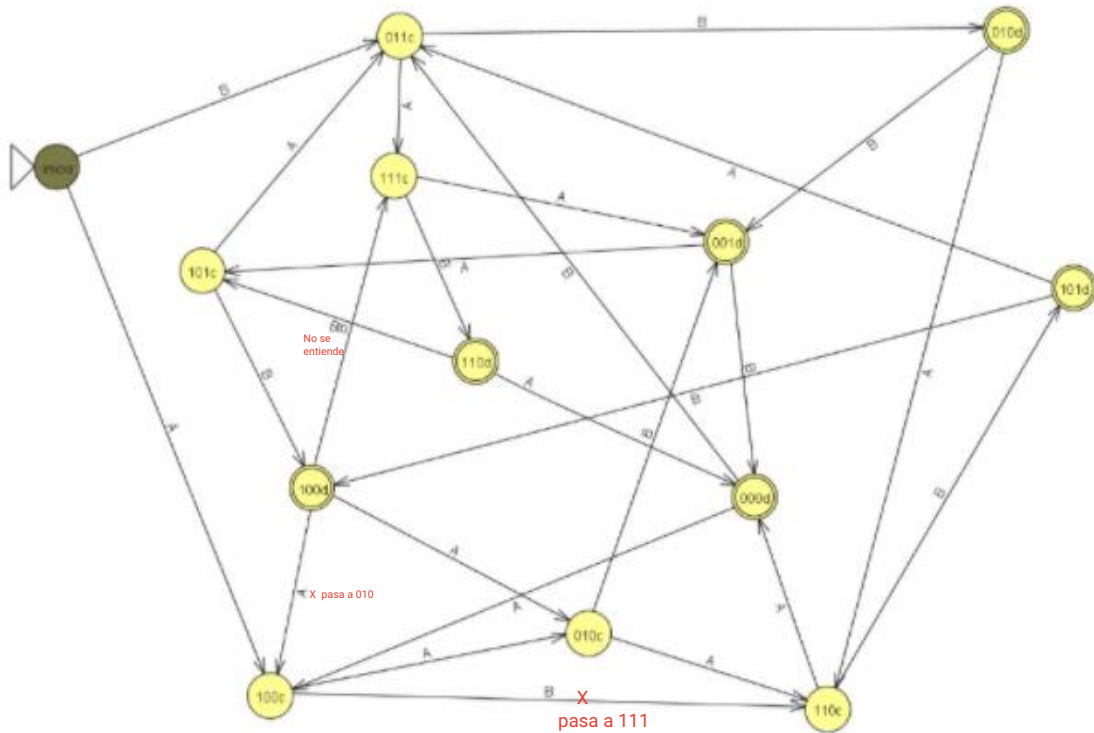 011c
B
010d
B
A
inicio
A
B
111c
A
A
001d
101c
A
B
B
101d
B
No se
entiende
110d
B
A
A
B
B
A
B
100d
000d
B
A
A
X pasa a 010
A
A
010c
A
A
100c
B
X
110c
pasa a 111